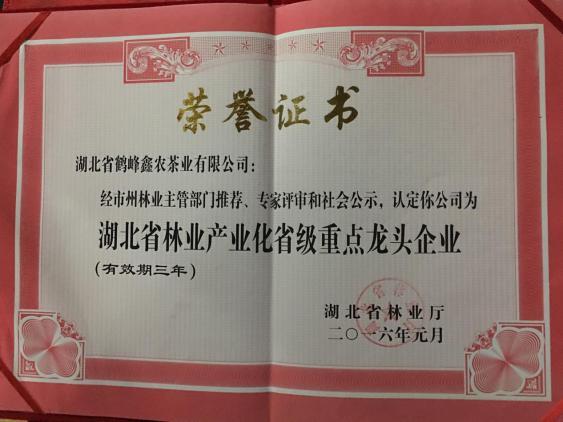 荣誉证书
湖北省鹤峰鑫农茶业有限公司：
经市州林业主管部门推荐、专家评审和社会公示，认定你公司为
湖北省林业产业化省级重点龙头企业
(有效期三年)
湖北省林业厅
二〇一六年元月